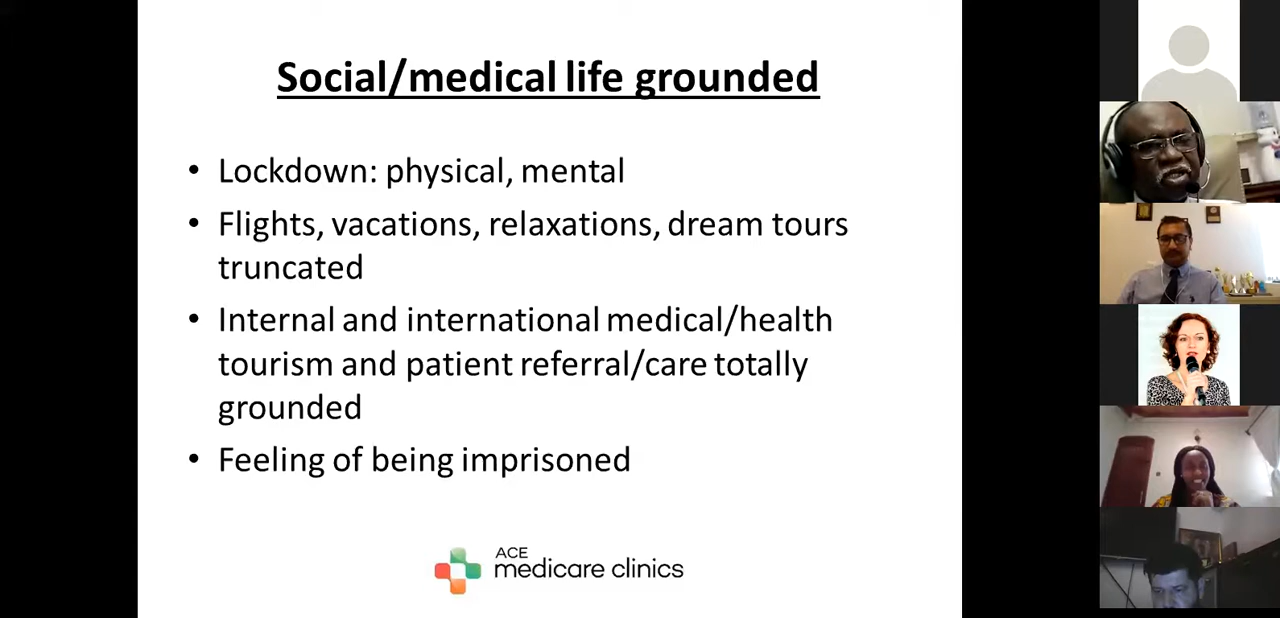 Social/medical life grounded
• Lockdown: physical, mental
• Flights, vacations, relaxations, dream tours
truncated
• Internal and international medical/health
tourism and patient referral/care totally
grounded
• Feeling of being imprisoned
ACE
medicare clinics